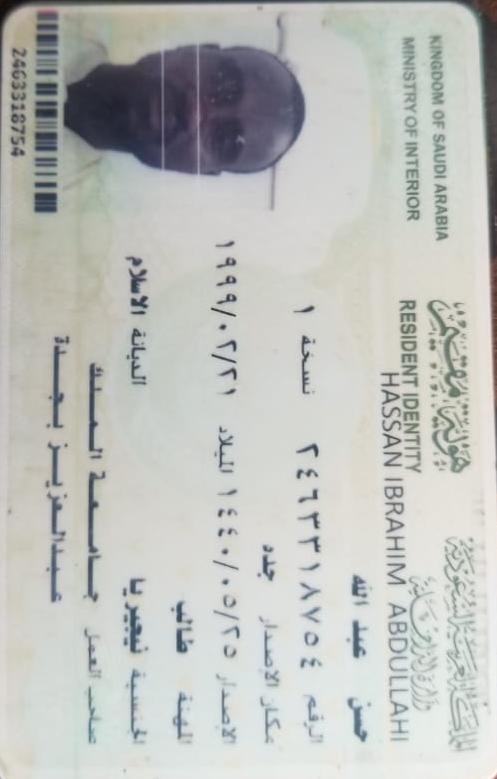 المملكة العربية السعودية
وزارة الداخلية
KINGDOM OF SAUDI ARABIA
MINISTRY OF INTERIOR
هوية مقيم
RESIDENT IDENTITY
HASSAN IBRAHIM ABDULLAHI
حسن عبد الله
الرقم ٢٤٦٣٣١٨٧٥٤ نسخة ١
مكان الإصدار جده
الاصدار ١٤٤٠/٠٥/٢٥ الميلاد ١٩٩٩/٠٢/٢١
المهنة طالب
الجنسية نيجيريا الديانة الاسلام
صاحب العمل جامعة الملك
عبدالعزيز بجدة
2463318754